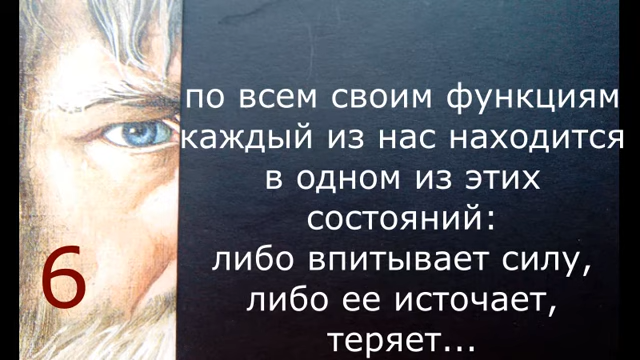 по всем своим функциям
каждый из нас находится
в одном из этих
состояний:
либо впитывает силу,
либо ее источает,
теряет...
6